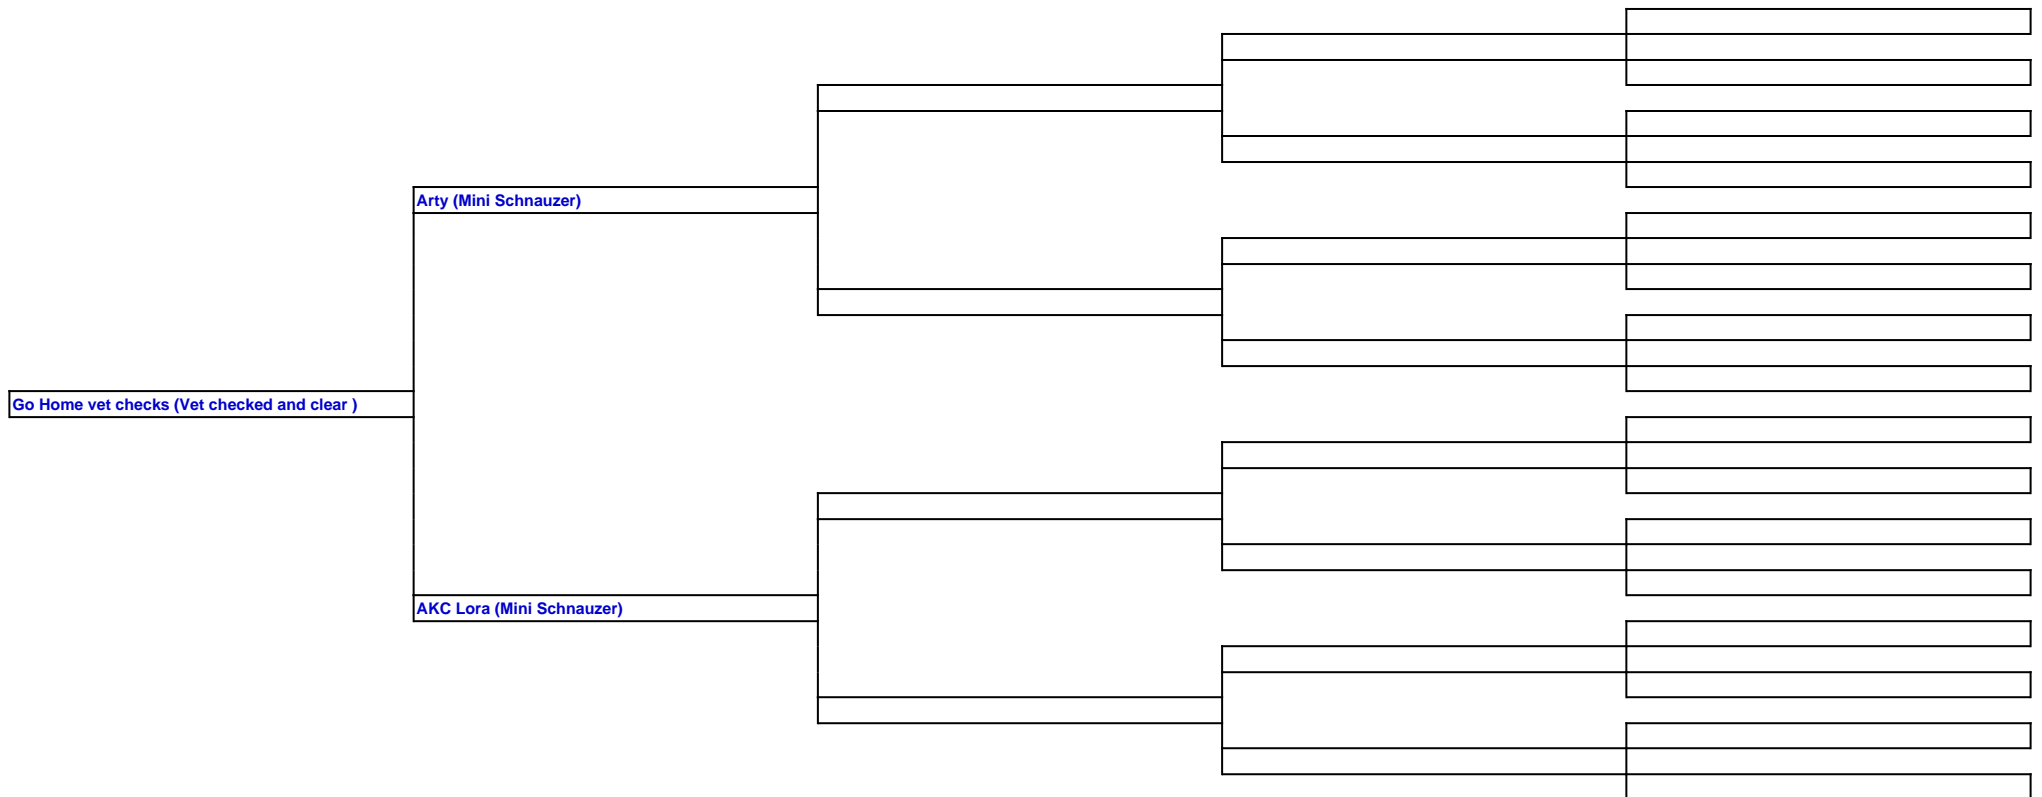 Arty (Mini Schnauzer)
Go Home vet checks (Vet checked and clear )
AKC Lora (Mini Schnauzer)